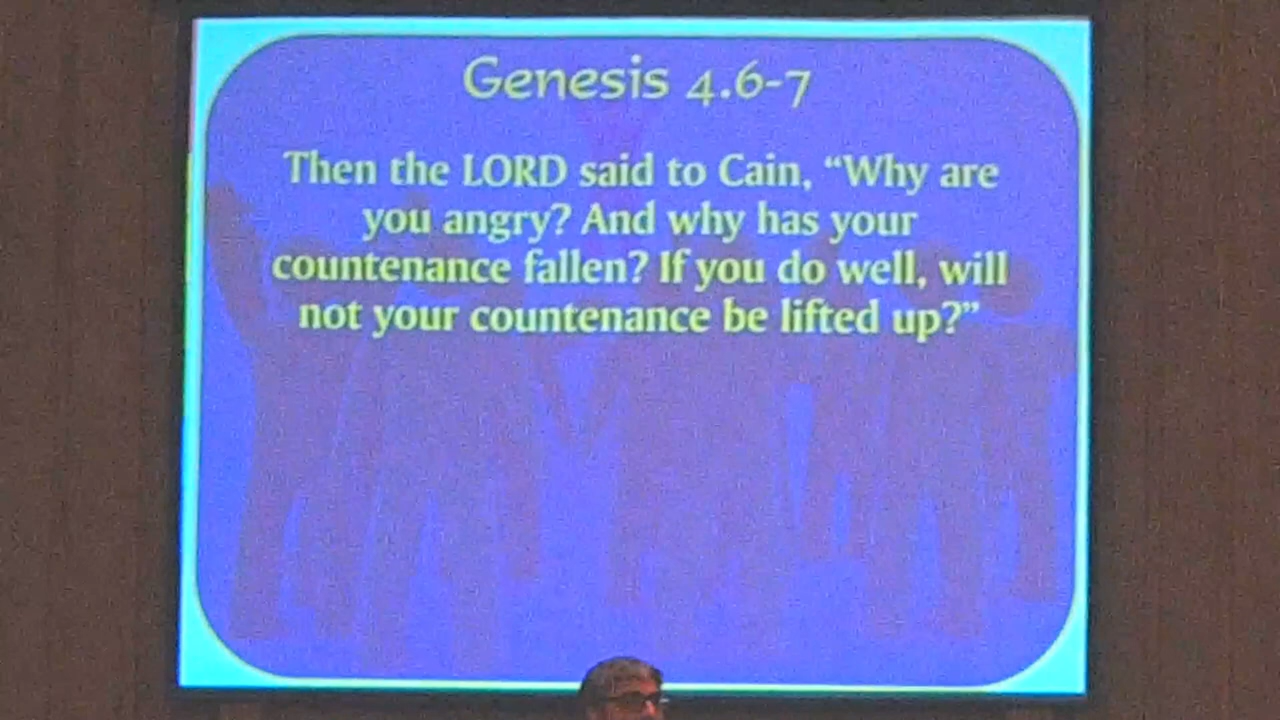 Genesis 4.6-7
Then the LORD said to Cain, “Why are
you angry? And why has your
countenance fallen? If you do well, will
not your countenance be lifted up?”